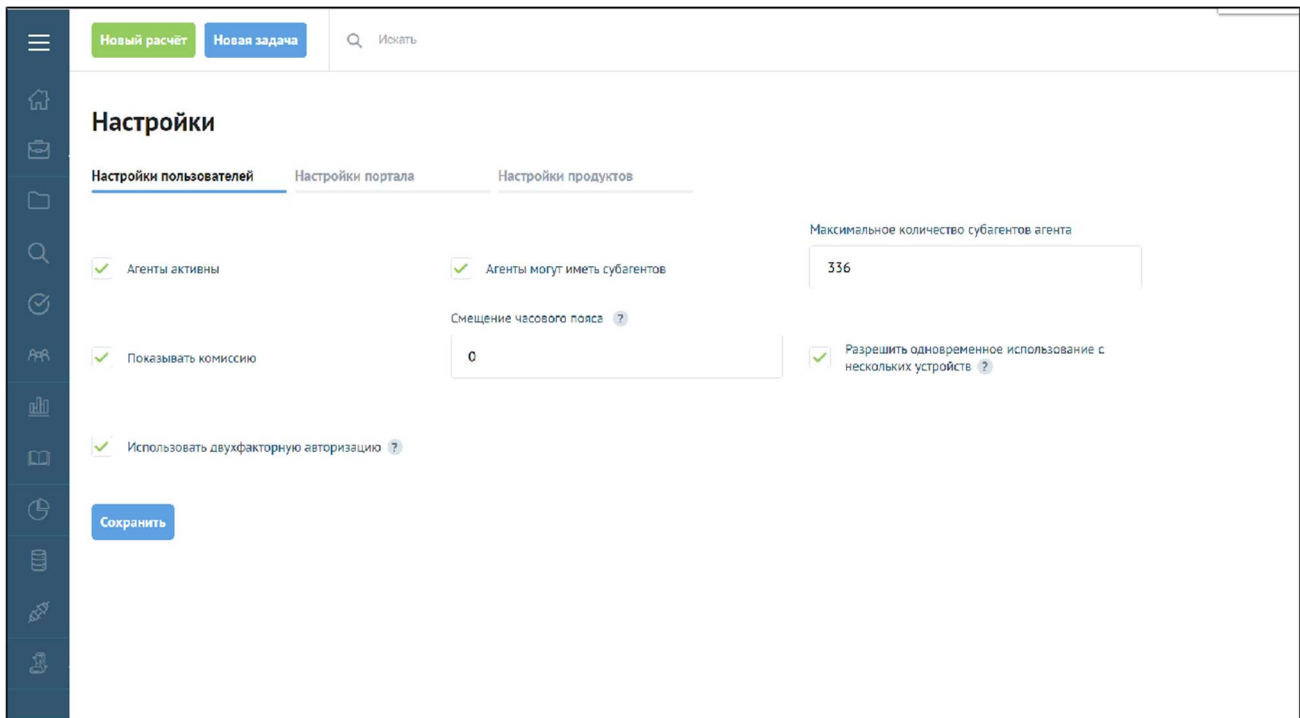 Новый расчёт
Новая задача
Искать
Настройки
Настройки пользователей
Настройки портала
Настройки продуктов
Максимальное количество субагентов агента
Агенты активны
Агенты могут иметь субагентов
336
Смещение часового пояса ?
Показывать комиссию
0
Разрешить одновременное использование с
нескольких устройств ?
Использовать двухфакторную авторизацию ?
Сохранить